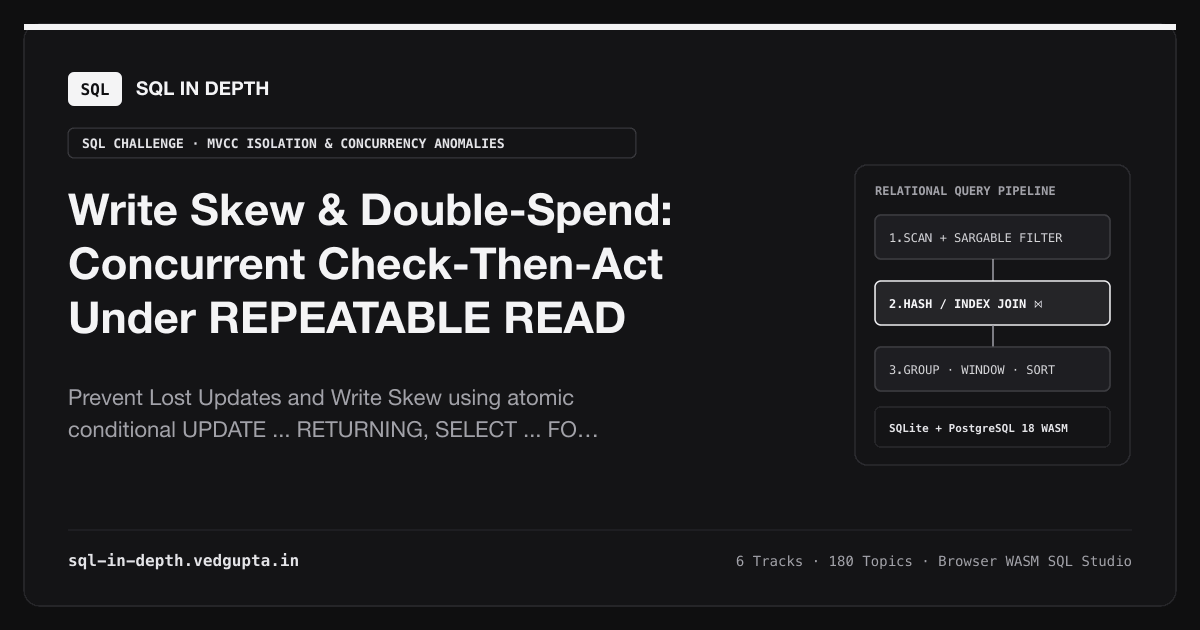 SQL SQL IN DEPTH
SQL CHALLENGE · MVCC ISOLATION & CONCURRENCY ANOMALIES
Write Skew & Double-Spend:
Concurrent Check-Then-Act
Under REPEATABLE READ
Prevent Lost Updates and Write Skew using atomic
conditional UPDATE ... RETURNING, SELECT ... FO…
RELATIONAL QUERY PIPELINE
1.SCAN + SARGABLE FILTER
2.HASH / INDEX JOIN ⋈
3.GROUP · WINDOW · SORT
SQLite + PostgreSQL 18 WASM
sql-in-depth.vedgupta.in
6 Tracks · 180 Topics · Browser WASM SQL Studio